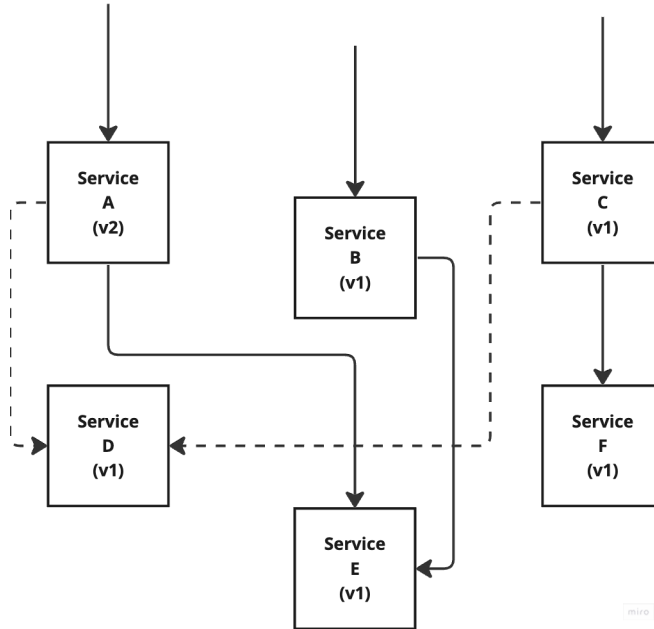 Service
A
(v2)
Service
B
(v1)
Service
C
(v1)
Service
D
(v1)
Service
E
(v1)
Service
F
(v1)
miro